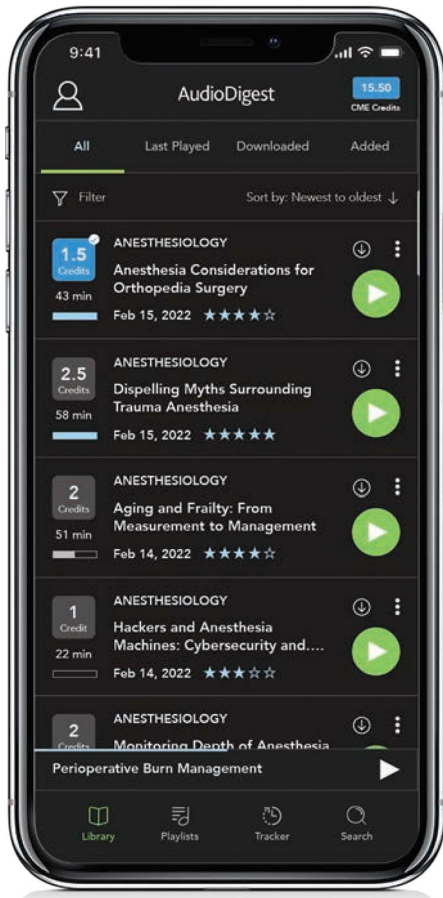 9:41
AudioDigest
15.50
CME Credits
All Last Played Downloaded Added
Filter Sort by: Newest to oldest ↓
1.5
Credits
43 min
ANESTHESIOLOGY
Anesthesia Considerations for
Orthopedia Surgery
Feb 15, 2022 ★★★★☆
2.5
Credits
58 min
ANESTHESIOLOGY
Dispelling Myths Surrounding
Trauma Anesthesia
Feb 15, 2022 ★★★★★
2
Credits
51 min
ANESTHESIOLOGY
Aging and Frailty: From
Measurement to Management
Feb 14, 2022 ★★★★☆
1
Credit
22 min
ANESTHESIOLOGY
Hackers and Anesthesia
Machines: Cybersecurity and....
Feb 14, 2022 ★★★☆☆
2
Credits
ANESTHESIOLOGY
Monitoring Depth of Anesthesia
Perioperative Burn Management
Library Playlists Tracker Search